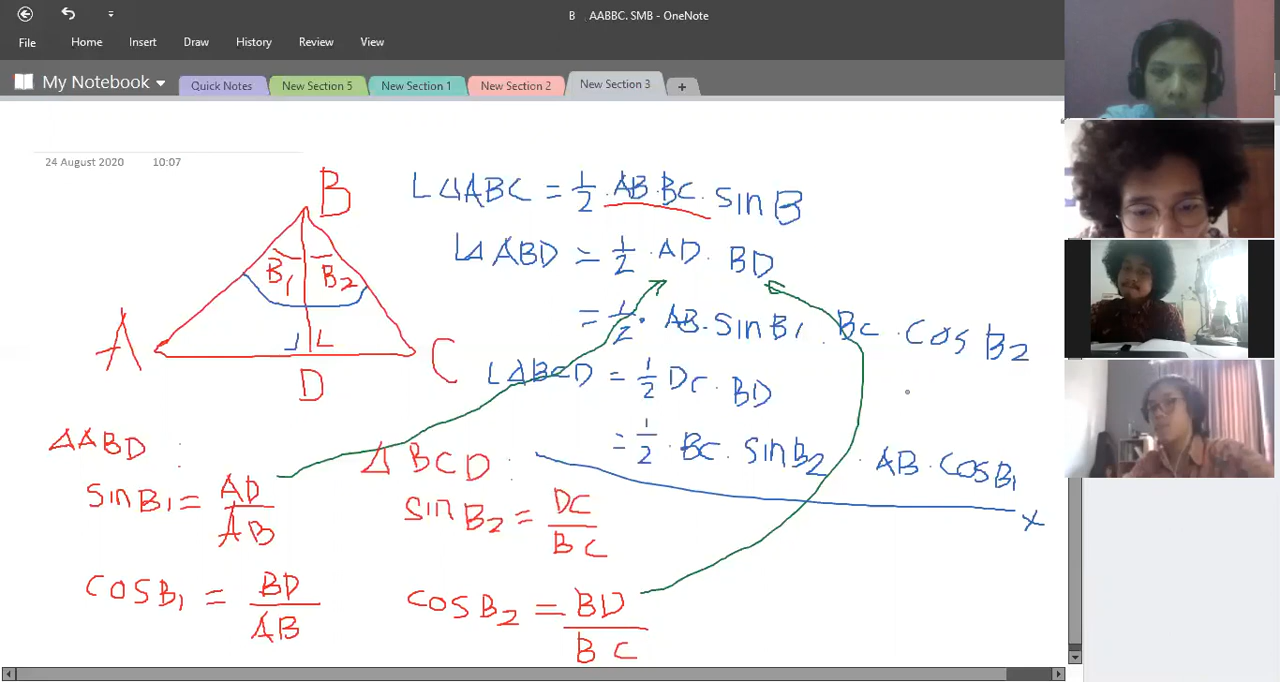 B AABBC. SMB - OneNote
File Home Insert Draw History Review View
My Notebook Quick Notes New Section 5 New Section 1 New Section 2 New Section 3 +
24 August 2020 10:07
B
B1 B2
A
C
D
L△ABC = 1/2 · AB · BC · sin B
L△ABD = 1/2 · AD · BD
= 1/2 · AB · sin B1 · BC · cos B2
L△BCD = 1/2 DC · BD
= 1/2 · BC · sin B2 · AB · cos B1
+
△ABD :
sin B1 = AD/AB
cos B1 = BD/AB
△BCD :
sin B2 = DC/BC
cos B2 = BD/BC